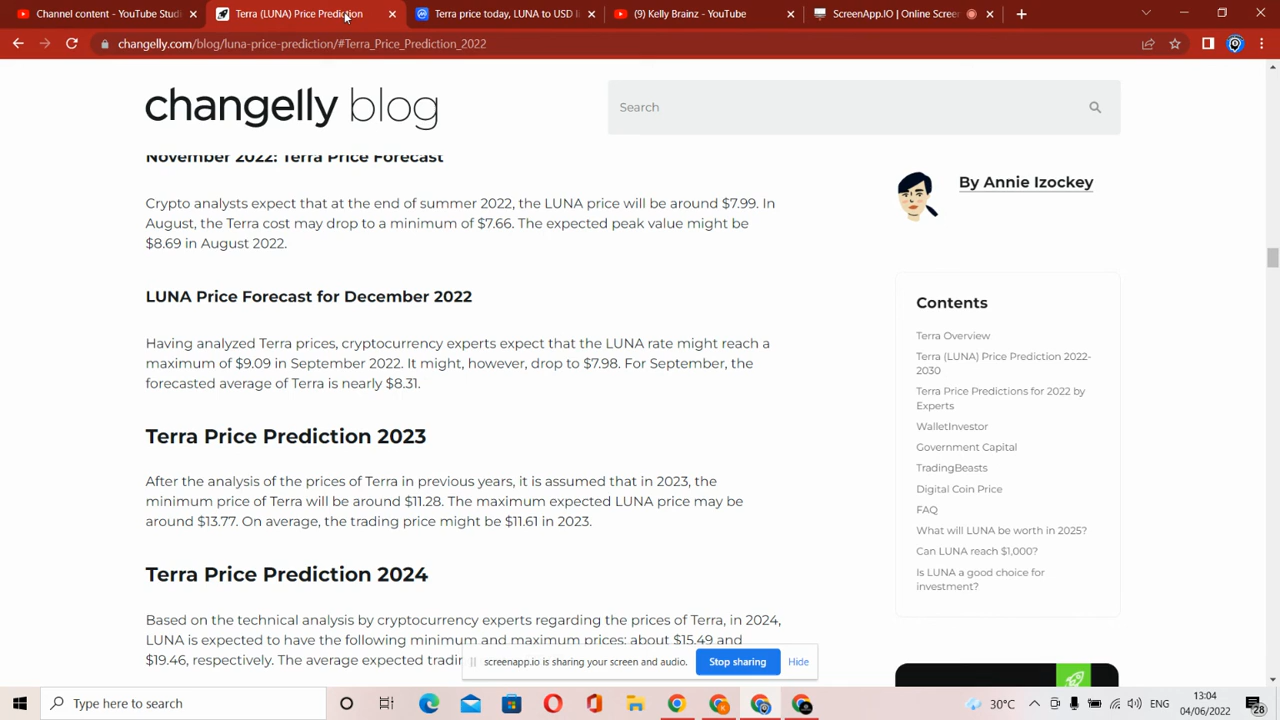 Channel content - YouTube Studi
Terra (LUNA) Price Prediction
Terra price today, LUNA to USD li
(9) Kelly Brainz - YouTube
ScreenApp.IO | Online Scree
changelly.com/blog/luna-price-prediction/#Terra_Price_Prediction_2022
changelly blog
Search
November 2022: Terra Price Forecast
Crypto analysts expect that at the end of summer 2022, the LUNA price will be around $7.99. In
August, the Terra cost may drop to a minimum of $7.66. The expected peak value might be
$8.69 in August 2022.
LUNA Price Forecast for December 2022
Having analyzed Terra prices, cryptocurrency experts expect that the LUNA rate might reach a
maximum of $9.09 in September 2022. It might, however, drop to $7.98. For September, the
forecasted average of Terra is nearly $8.31.
Terra Price Prediction 2023
After the analysis of the prices of Terra in previous years, it is assumed that in 2023, the
minimum price of Terra will be around $11.28. The maximum expected LUNA price may be
around $13.77. On average, the trading price might be $11.61 in 2023.
Terra Price Prediction 2024
Based on the technical analysis by cryptocurrency experts regarding the prices of Terra, in 2024,
LUNA is expected to have the following minimum and maximum prices: about $15.49 and
$19.46, respectively. The average expected tradin
By Annie Izockey
Contents
Terra Overview
Terra (LUNA) Price Prediction 2022-
2030
Terra Price Predictions for 2022 by
Experts
WalletInvestor
Government Capital
TradingBeasts
Digital Coin Price
FAQ
What will LUNA be worth in 2025?
Can LUNA reach $1,000?
Is LUNA a good choice for
investment?
screenapp.io is sharing your screen and audio.
Stop sharing
Hide
Type here to search
30°C
ENG
13:04
04/06/2022
28